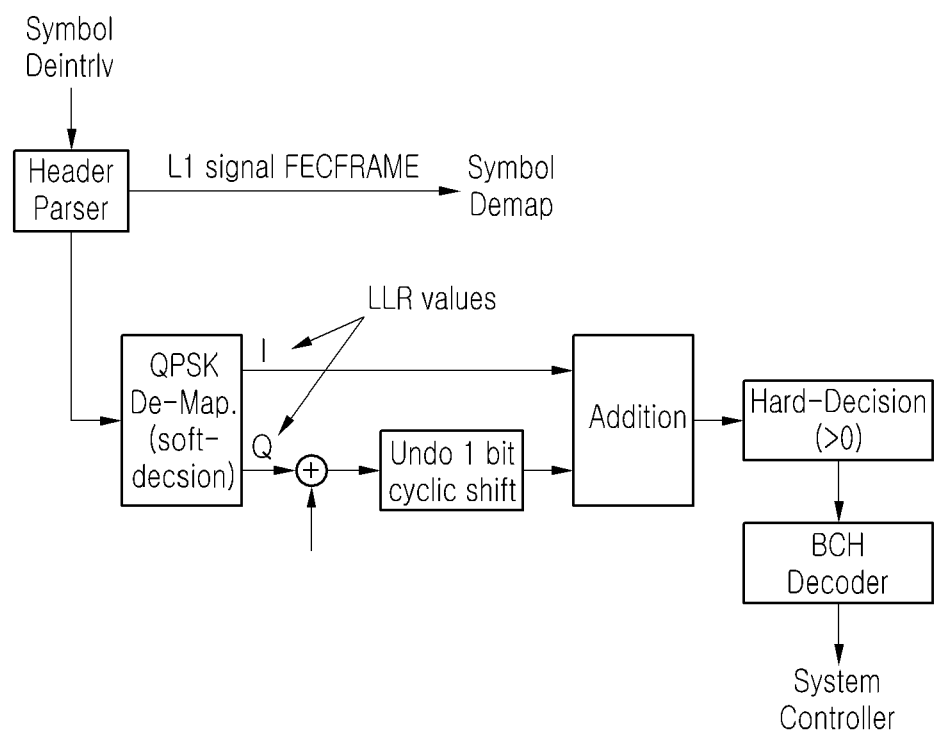 Symbol
Deintrlv
Header
Parser
L1 signal FECFRAME
Symbol
Demap
LLR values
QPSK
De-Map.
(soft-
decsion)
I
Q
+
Undo 1 bit
cyclic shift
Addition
Hard-Decision
(>0)
BCH
Decoder
System
Controller